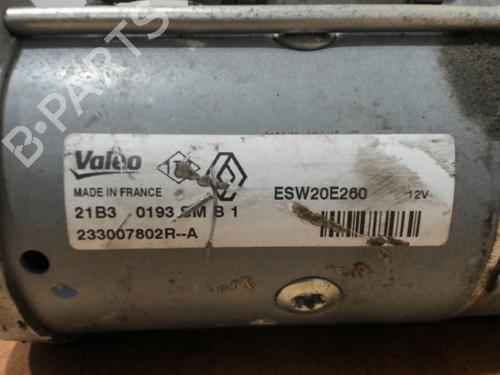 B-PARTS
Valeo
MADE IN FRANCE
ESW20E260 12V
21B3 0193 SM B 1
233007802R--A